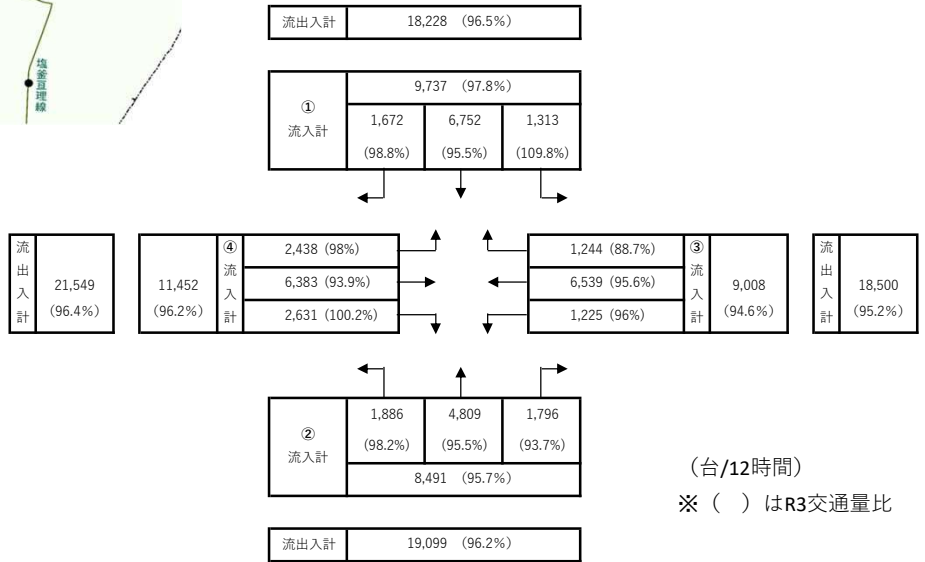 塩釜亘理線
流出入計 18,228 (96.5%)
① 流入計
9,737 (97.8%)
1,672 6,752 1,313
(98.8%) (95.5%) (109.8%)
流出入計 21,549 (96.4%)
11,452 (96.2%) ④ 流入計
2,438 (98%)
6,383 (93.9%)
2,631 (100.2%)
1,244 (88.7%)
6,539 (95.6%)
1,225 (96%)
③ 流入計 9,008 (94.6%)
流出入計 18,500 (95.2%)
② 流入計
1,886 4,809 1,796
(98.2%) (95.5%) (93.7%)
8,491 (95.7%)
(台/12時間)
※( )はR3交通量比
流出入計 19,099 (96.2%)